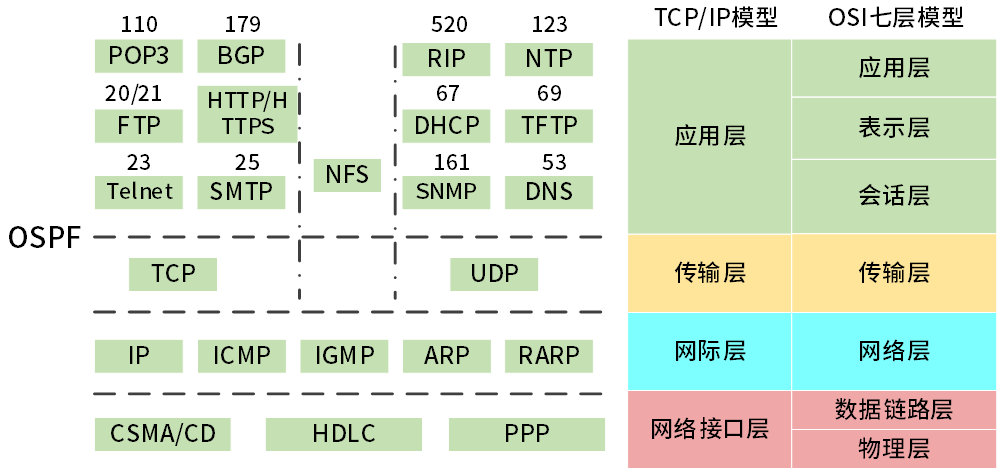 TCP/IP模型 OSI七层模型
110 179 520 123
POP3 BGP RIP NTP
20/21 67 69
FTP HTTP/H
TTPS DHCP TFTP
23 25 161 53
Telnet SMTP NFS SNMP DNS
OSPF
TCP UDP
IP ICMP IGMP ARP RARP
CSMA/CD HDLC PPP
应用层 应用层
表示层
会话层
传输层 传输层
网际层 网络层
网络接口层 数据链路层
物理层